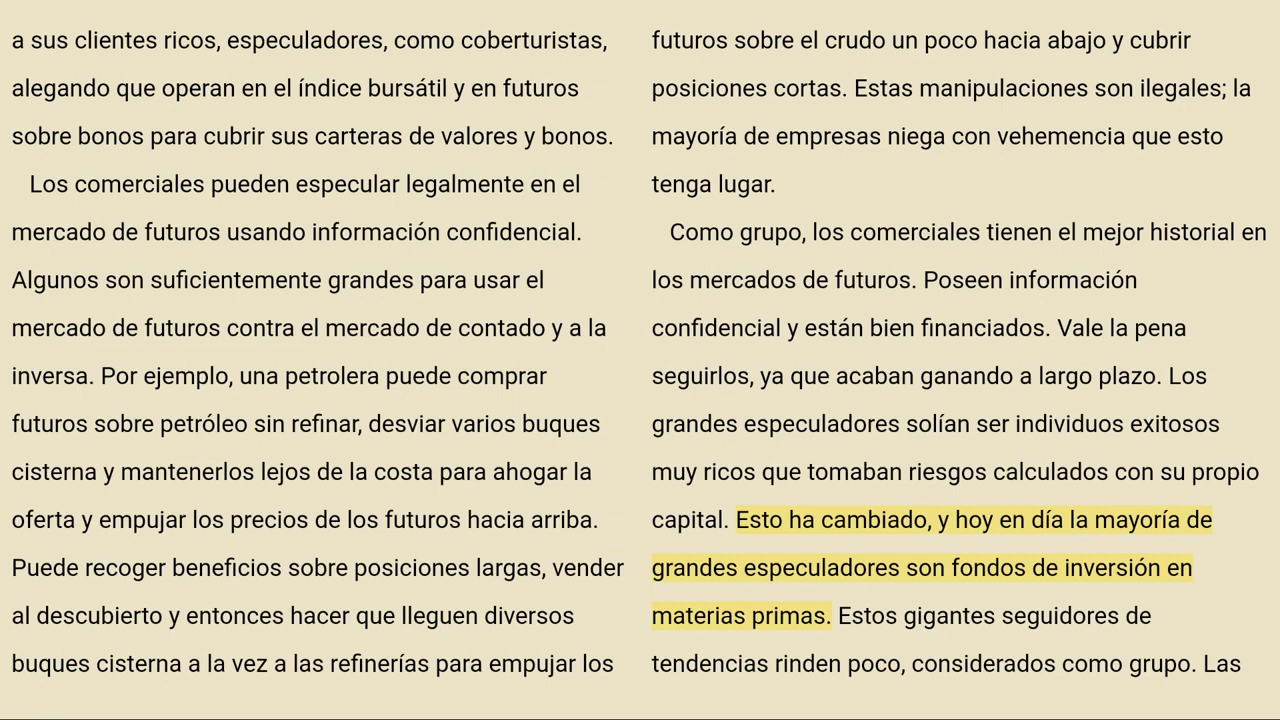 a sus clientes ricos, especuladores, como coberturistas,
alegando que operan en el índice bursátil y en futuros
sobre bonos para cubrir sus carteras de valores y bonos.
Los comerciales pueden especular legalmente en el
mercado de futuros usando información confidencial.
Algunos son suficientemente grandes para usar el
mercado de futuros contra el mercado de contado y a la
inversa. Por ejemplo, una petrolera puede comprar
futuros sobre petróleo sin refinar, desviar varios buques
cisterna y mantenerlos lejos de la costa para ahogar la
oferta y empujar los precios de los futuros hacia arriba.
Puede recoger beneficios sobre posiciones largas, vender
al descubierto y entonces hacer que lleguen diversos
buques cisterna a la vez a las refinerías para empujar los
futuros sobre el crudo un poco hacia abajo y cubrir
posiciones cortas. Estas manipulaciones son ilegales; la
mayoría de empresas niega con vehemencia que esto
tenga lugar.
Como grupo, los comerciales tienen el mejor historial en
los mercados de futuros. Poseen información
confidencial y están bien financiados. Vale la pena
seguirlos, ya que acaban ganando a largo plazo. Los
grandes especuladores solían ser individuos exitosos
muy ricos que tomaban riesgos calculados con su propio
capital. Esto ha cambiado, y hoy en día la mayoría de
grandes especuladores son fondos de inversión en
materias primas. Estos gigantes seguidores de
tendencias rinden poco, considerados como grupo. Las